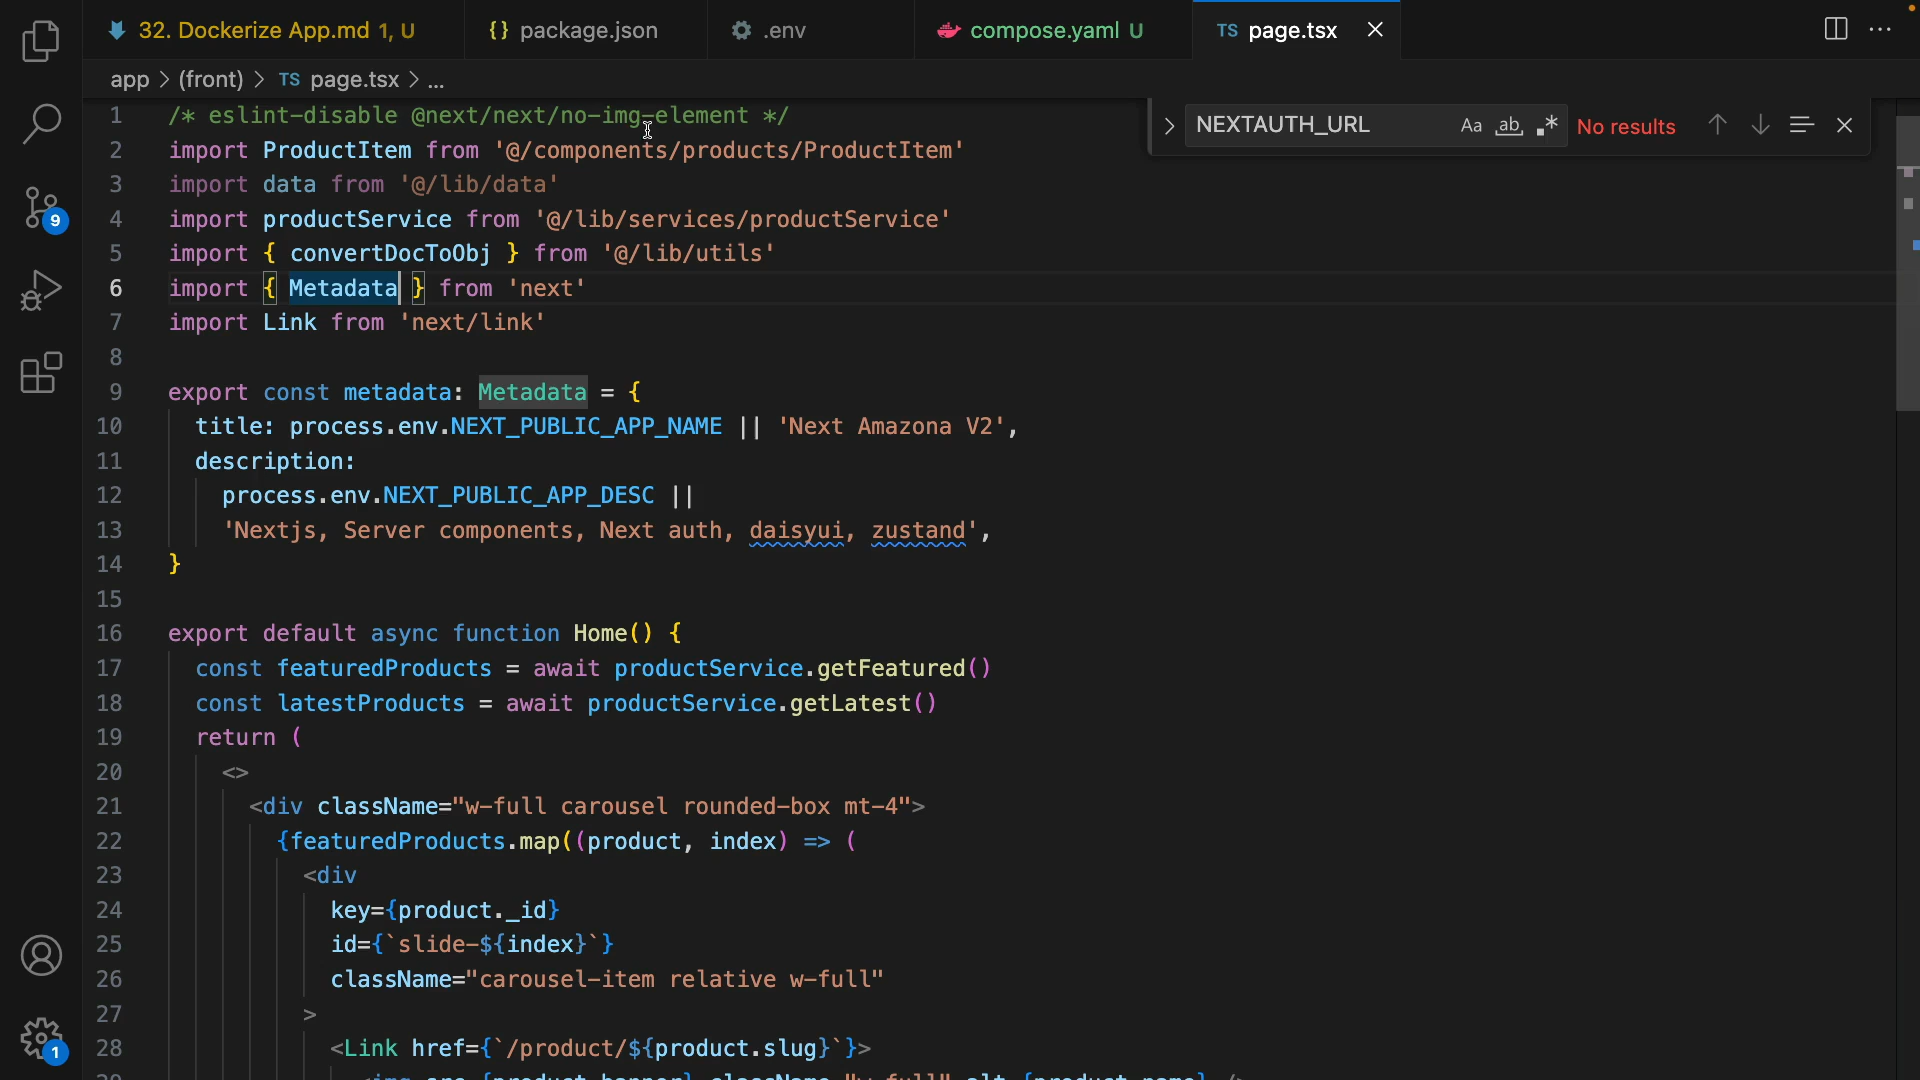 32. Dockerize App.md 1, U
{} package.json
.env
compose.yaml U
TS page.tsx
app > (front) > TS page.tsx > ...
NEXTAUTH_URL
Aa ab .* No results
9
1
1 /* eslint-disable @next/next/no-img-element */
2 import ProductItem from '@/components/products/ProductItem'
3 import data from '@/lib/data'
4 import productService from '@/lib/services/productService'
5 import { convertDocToObj } from '@/lib/utils'
6 import { Metadata } from 'next'
7 import Link from 'next/link'
8
9 export const metadata: Metadata = {
10 title: process.env.NEXT_PUBLIC_APP_NAME || 'Next Amazona V2',
11 description:
12 process.env.NEXT_PUBLIC_APP_DESC ||
13 'Nextjs, Server components, Next auth, daisyui, zustand',
14 }
15
16 export default async function Home() {
17 const featuredProducts = await productService.getFeatured()
18 const latestProducts = await productService.getLatest()
19 return (
20 <>
21 <div className="w-full carousel rounded-box mt-4">
22 {featuredProducts.map((product, index) => (
23 <div
24 key={product._id}
25 id={`slide-${index}`}
26 className="carousel-item relative w-full"
27 >
28 <Link href={`/product/${product.slug}`}>